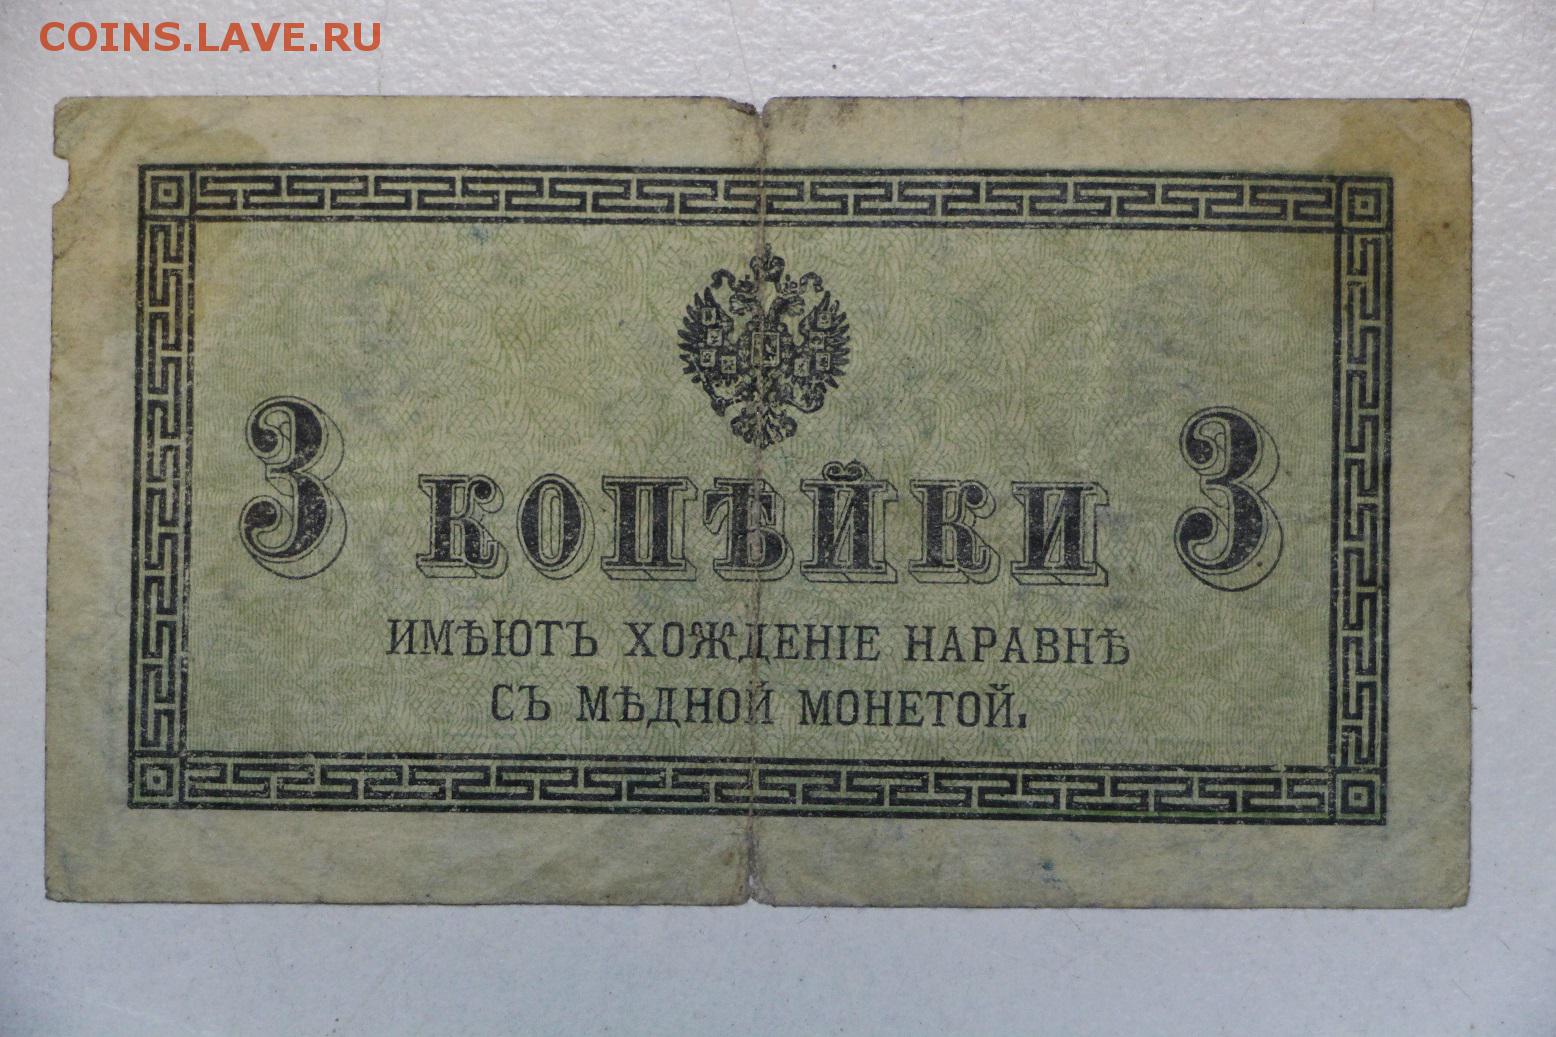 COINS.LAVE.RU
3 КОПѢЙКИ 3
ИМѢЮТЪ ХОЖДЕНІЕ НАРАВНѢ
СЪ МѢДНОЙ МОНЕТОЙ.